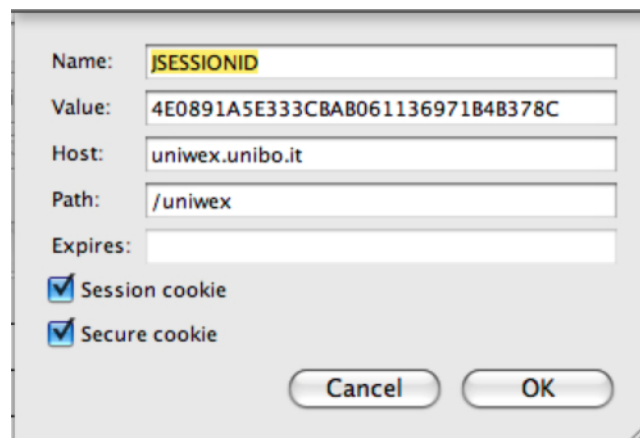 Name: JSESSIONID
Value: 4E0891A5E333CBAB061136971B4B378C
Host: uniwex.unibo.it
Path: /uniwex
Expires:
Session cookie
Secure cookie
Cancel OK